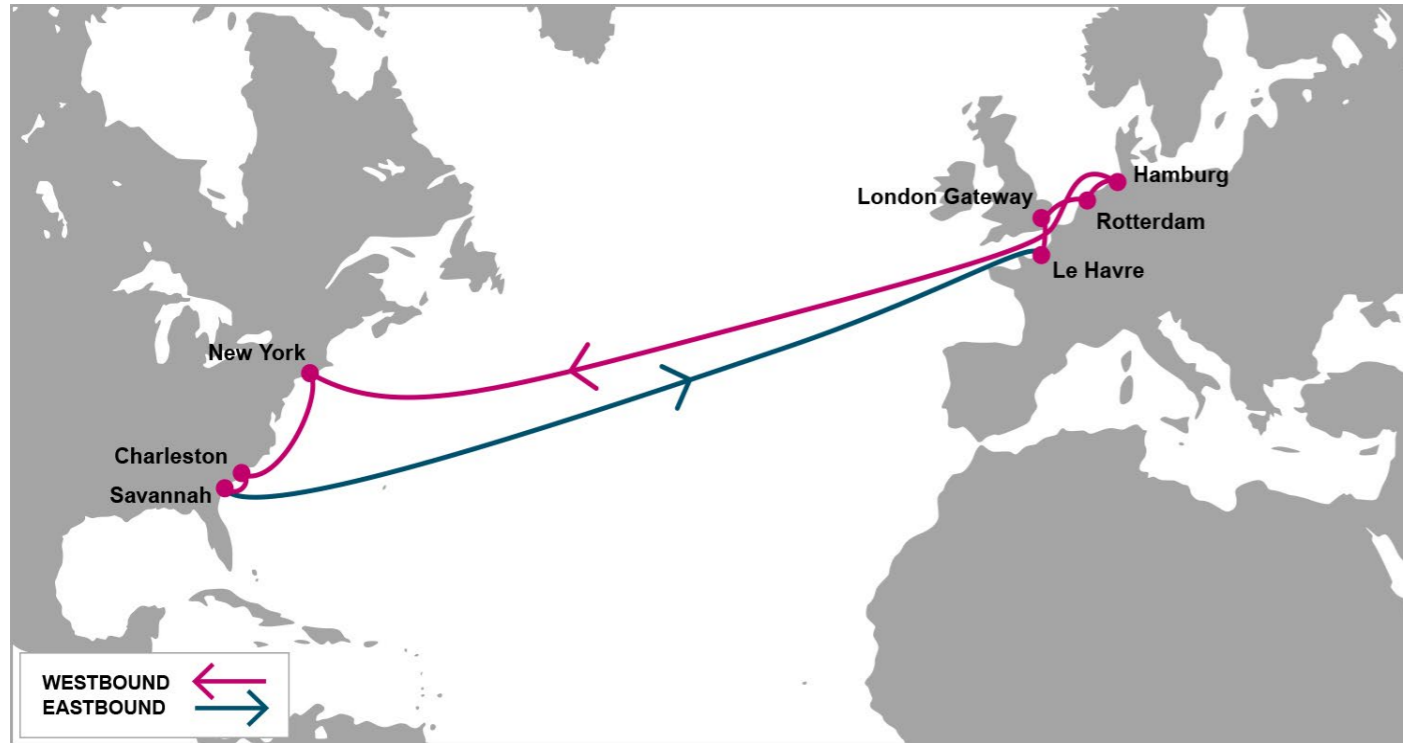 Hamburg
London Gateway
Rotterdam
Le Havre
New York
Charleston
Savannah
WESTBOUND
EASTBOUND